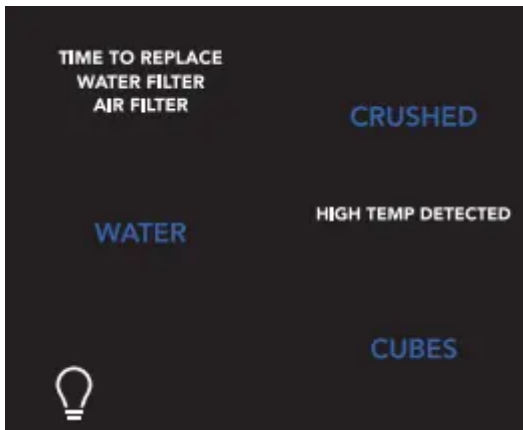 TIME TO REPLACE
WATER FILTER
AIR FILTER
CRUSHED
HIGH TEMP DETECTED
WATER
CUBES